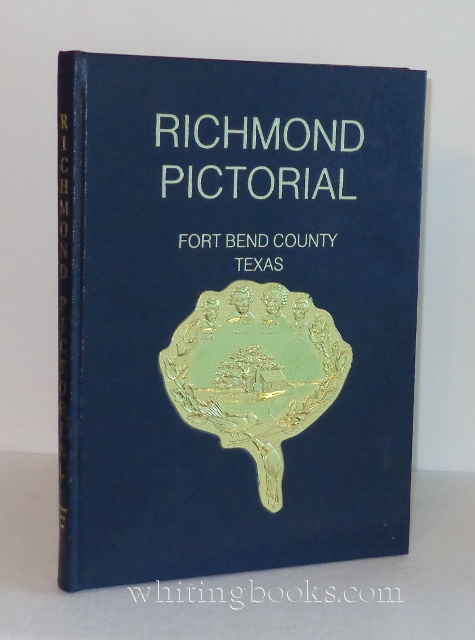 RICHMOND
PICTORIAL
FORT BEND COUNTY
TEXAS
RICHMOND PICTORIAL
whitingbooks.com